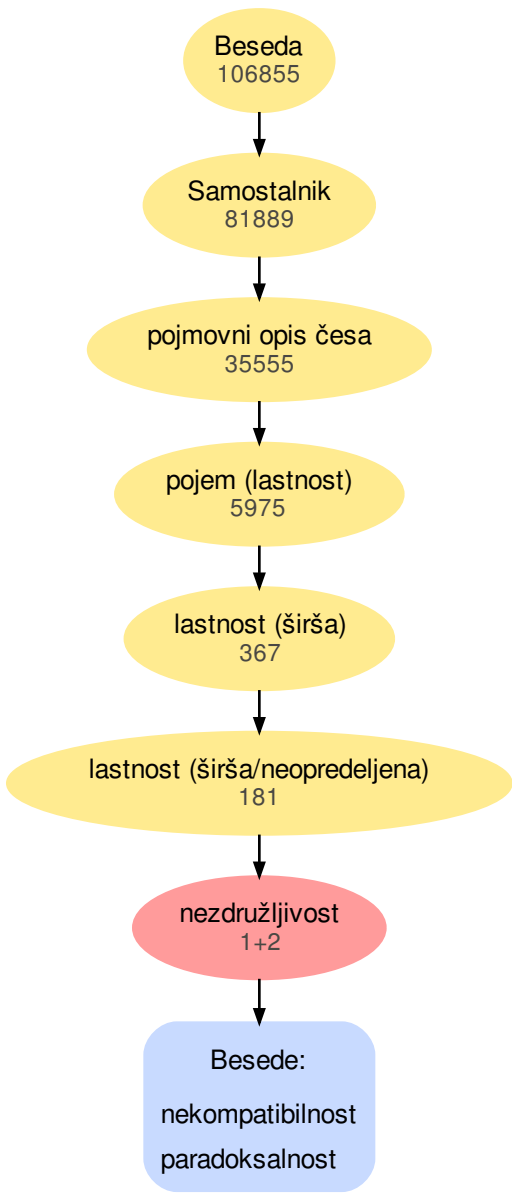 Beseda
106855
Samostalnik
81889
pojmovni opis česa
35555
pojem (lastnost)
5975
lastnost (širša)
367
lastnost (širša/neopredeljena)
181
nezdružljivost
1+2
Besede:
nekompatibilnost
paradoksalnost